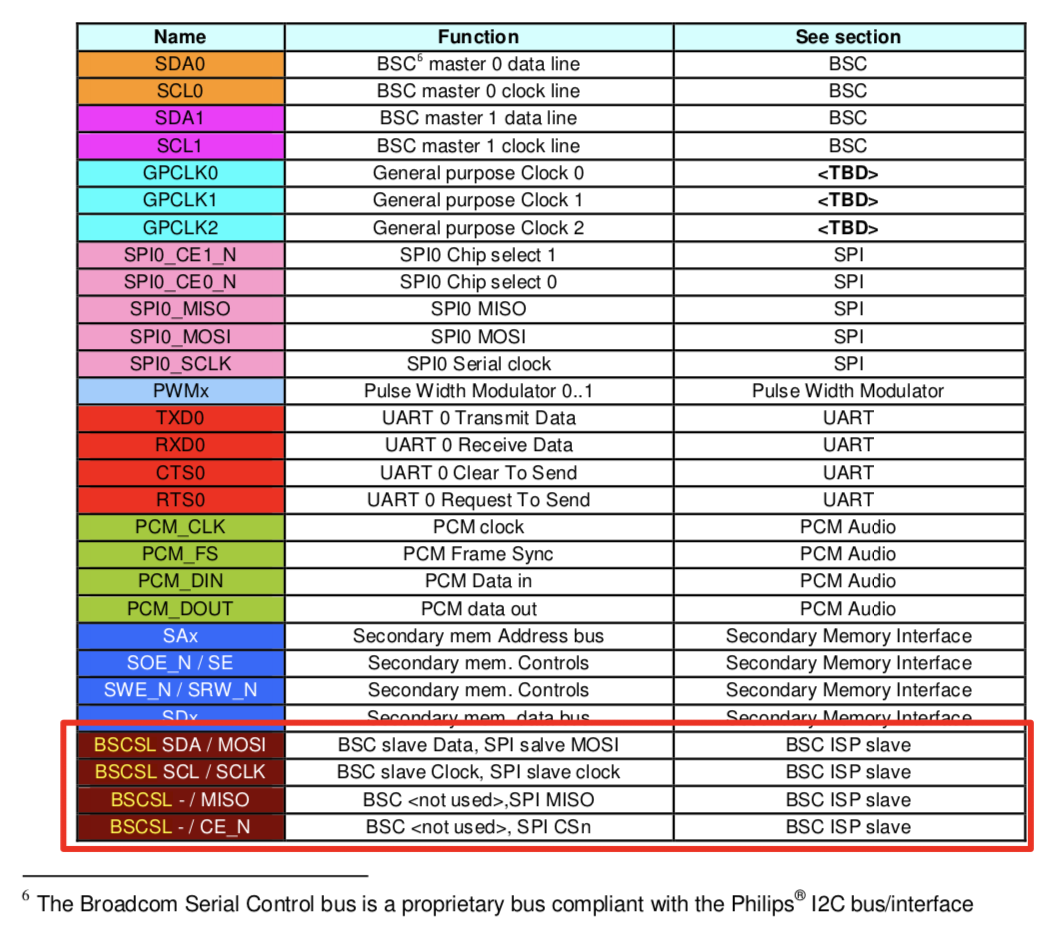 Name Function See section
SDA0 BSC6 master 0 data line BSC
SCL0 BSC master 0 clock line BSC
SDA1 BSC master 1 data line BSC
SCL1 BSC master 1 clock line BSC
GPCLK0 General purpose Clock 0 <TBD>
GPCLK1 General purpose Clock 1 <TBD>
GPCLK2 General purpose Clock 2 <TBD>
SPI0_CE1_N SPI0 Chip select 1 SPI
SPI0_CE0_N SPI0 Chip select 0 SPI
SPI0_MISO SPI0 MISO SPI
SPI0_MOSI SPI0 MOSI SPI
SPI0_SCLK SPI0 Serial clock SPI
PWMx Pulse Width Modulator 0..1 Pulse Width Modulator
TXD0 UART 0 Transmit Data UART
RXD0 UART 0 Receive Data UART
CTS0 UART 0 Clear To Send UART
RTS0 UART 0 Request To Send UART
PCM_CLK PCM clock PCM Audio
PCM_FS PCM Frame Sync PCM Audio
PCM_DIN PCM Data in PCM Audio
PCM_DOUT PCM data out PCM Audio
SAx Secondary mem Address bus Secondary Memory Interface
SOE_N / SE Secondary mem. Controls Secondary Memory Interface
SWE_N / SRW_N Secondary mem. Controls Secondary Memory Interface
SDx Secondary mem. data bus Secondary Memory Interface
BSCSL SDA / MOSI BSC slave Data, SPI salve MOSI BSC ISP slave
BSCSL SCL / SCLK BSC slave Clock, SPI slave clock BSC ISP slave
BSCSL - / MISO BSC <not used>,SPI MISO BSC ISP slave
BSCSL - / CE_N BSC <not used>, SPI CSn BSC ISP slave
6 The Broadcom Serial Control bus is a proprietary bus compliant with the Philips® I2C bus/interface